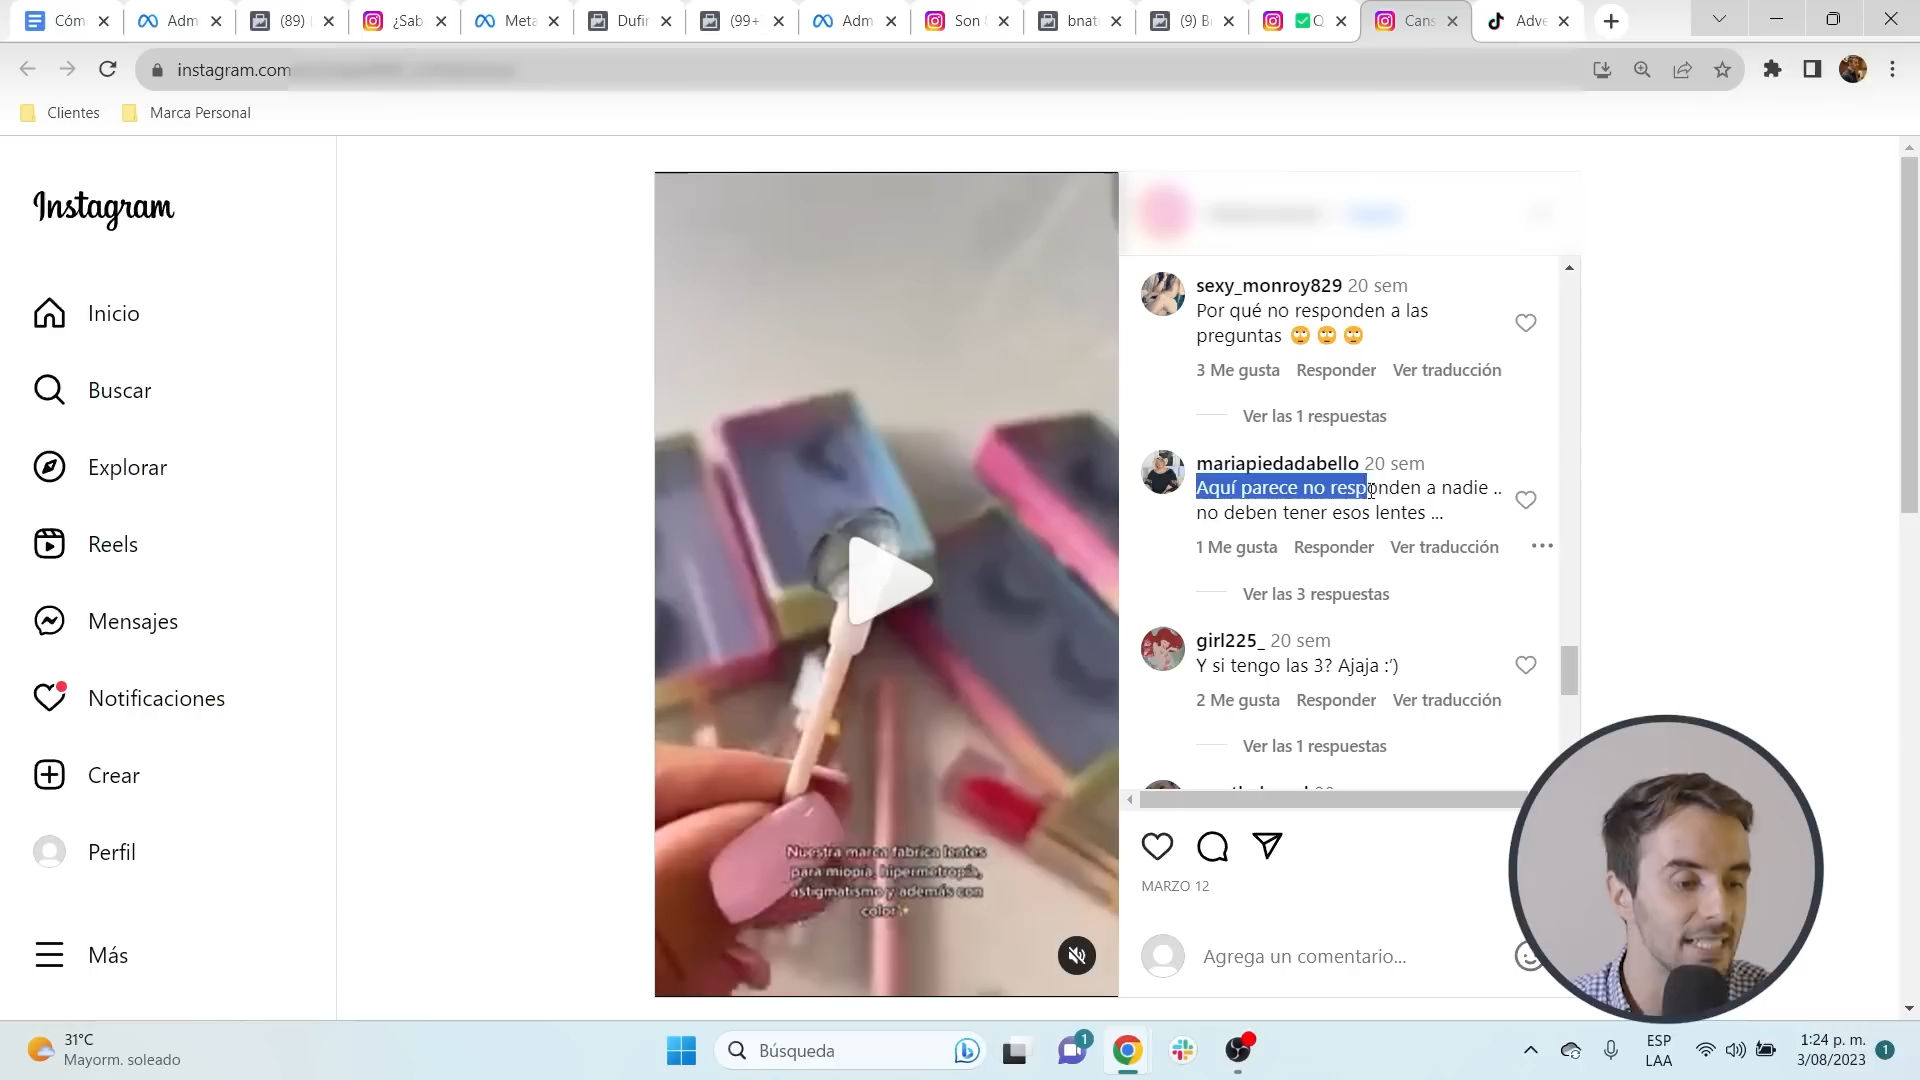 Cóm
Adm
(89)
¿Sab
Meta
Dufin
(99+
Adm
Son
bnatu
(9) B
Cans
Adve
instagram.com
Clientes
Marca Personal
Instagram
Inicio
Buscar
Explorar
Reels
Mensajes
Notificaciones
Crear
Perfil
Más
Nuestra marca fabrica lentes
para miopía, hipermetropía,
astigmatismo y además con
color✨
sexy_monroy829 20 sem
Por qué no responden a las
preguntas 🙄 🙄 🙄
3 Me gusta Responder Ver traducción
Ver las 1 respuestas
mariapiedadabello 20 sem
Aquí parece no responden a nadie ..
no deben tener esos lentes ...
1 Me gusta Responder Ver traducción
Ver las 3 respuestas
girl225_ 20 sem
Y si tengo las 3? Ajaja :')
2 Me gusta Responder Ver traducción
Ver las 1 respuestas
MARZO 12
Agrega un comentario...
31°C
Mayorm. soleado
Búsqueda
1
ESP
LAA
1:24 p. m.
3/08/2023
1